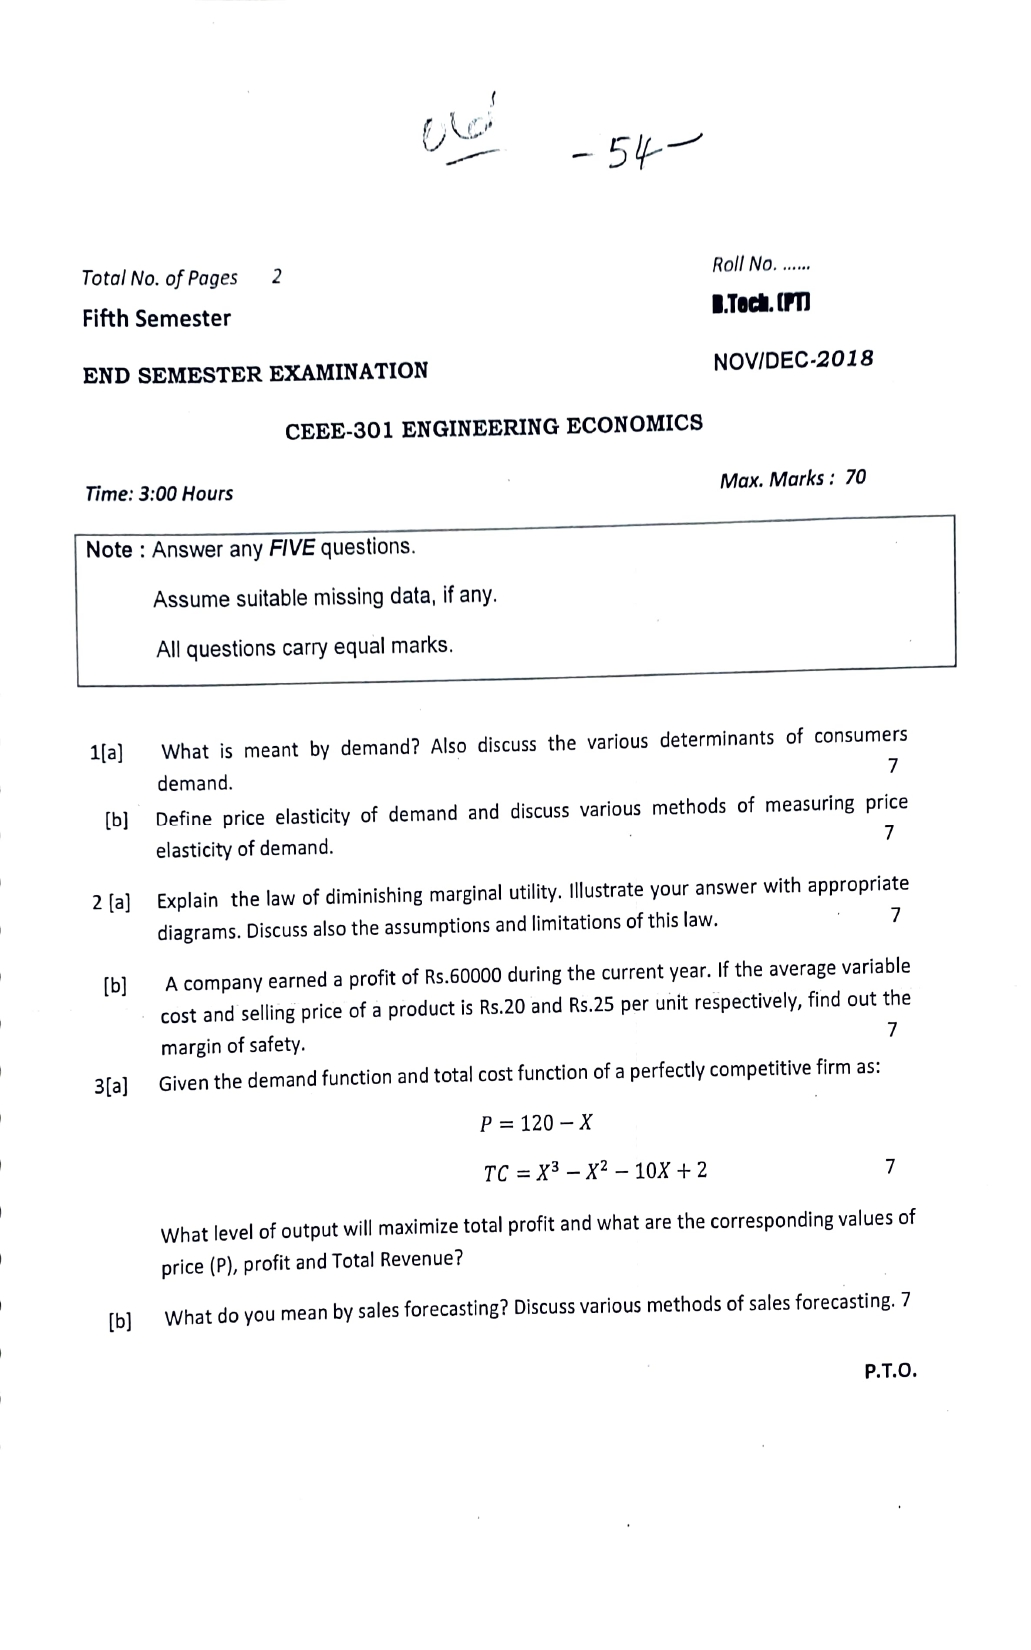 Old
- 54 -
Total No. of Pages 2
Roll No. ......
Fifth Semester
B.Tech. (PT)
END SEMESTER EXAMINATION
NOV/DEC-2018
CEEE-301 ENGINEERING ECONOMICS
Time: 3:00 Hours
Max. Marks : 70
Note : Answer any FIVE questions.
Assume suitable missing data, if any.
All questions carry equal marks.
1[a] What is meant by demand? Also discuss the various determinants of consumers
demand. 7
[b] Define price elasticity of demand and discuss various methods of measuring price
elasticity of demand. 7
2 [a] Explain the law of diminishing marginal utility. Illustrate your answer with appropriate
diagrams. Discuss also the assumptions and limitations of this law. 7
[b] A company earned a profit of Rs.60000 during the current year. If the average variable
cost and selling price of a product is Rs.20 and Rs.25 per unit respectively, find out the
margin of safety. 7
3[a] Given the demand function and total cost function of a perfectly competitive firm as:
P = 120 – X
TC = X³ – X² – 10X + 2 7
What level of output will maximize total profit and what are the corresponding values of
price (P), profit and Total Revenue?
[b] What do you mean by sales forecasting? Discuss various methods of sales forecasting. 7
P.T.O.